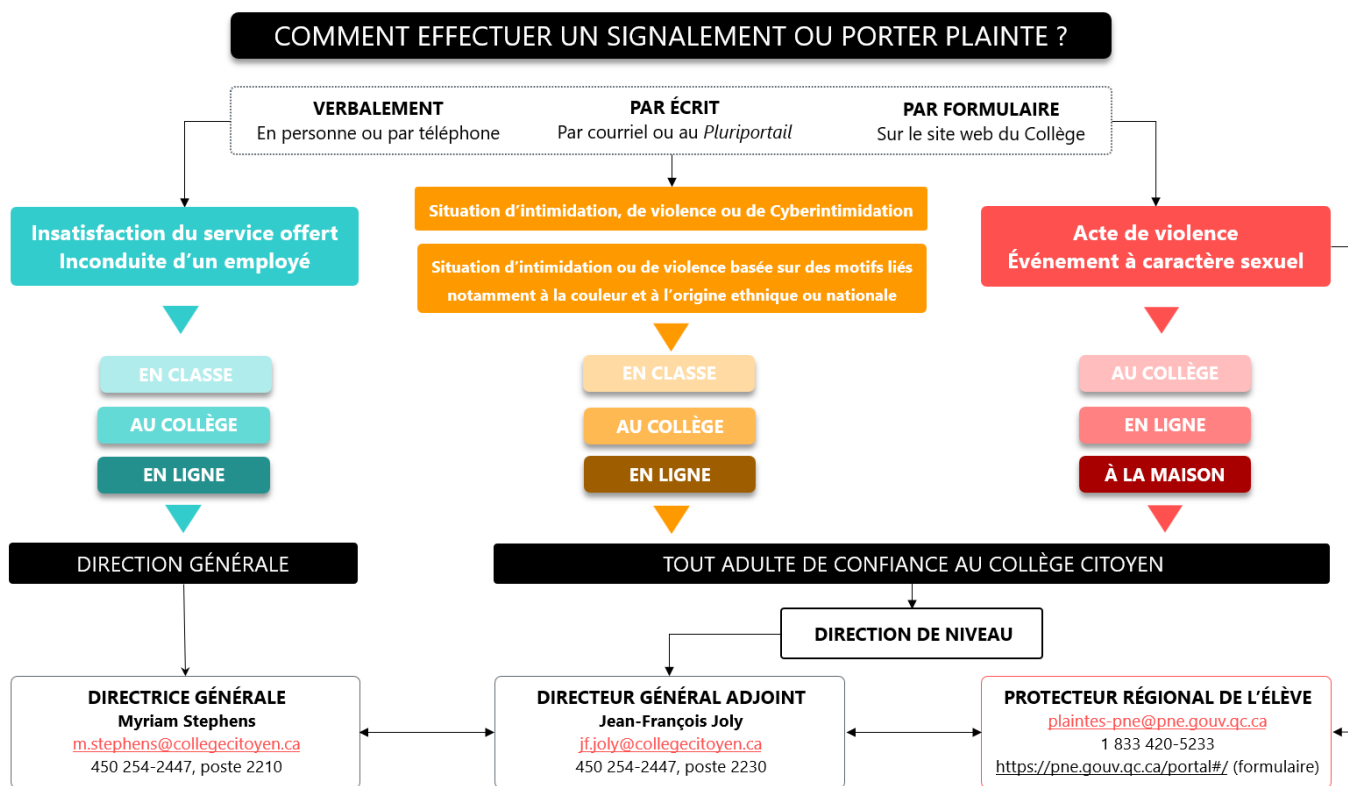 COMMENT EFFECTUER UN SIGNALEMENT OU PORTER PLAINTE ?
VERBALEMENT
En personne ou par téléphone
PAR ÉCRIT
Par courriel ou au Pluriportail
PAR FORMULAIRE
Sur le site web du Collège
Insatisfaction du service offert
Inconduite d'un employé
EN CLASSE
AU COLLÈGE
EN LIGNE
Situation d'intimidation, de violence ou de Cyberintimidation
Situation d'intimidation ou de violence basée sur des motifs liés
notamment à la couleur et à l'origine ethnique ou nationale
EN CLASSE
AU COLLÈGE
EN LIGNE
Acte de violence
Événement à caractère sexuel
AU COLLÈGE
EN LIGNE
À LA MAISON
DIRECTION GÉNÉRALE
TOUT ADULTE DE CONFIANCE AU COLLÈGE CITOYEN
DIRECTION DE NIVEAU
DIRECTRICE GÉNÉRALE
Myriam Stephens
m.stephens@collegecitoyen.ca
450 254-2447, poste 2210
DIRECTEUR GÉNÉRAL ADJOINT
Jean-François Joly
jf.joly@collegecitoyen.ca
450 254-2447, poste 2230
PROTECTEUR RÉGIONAL DE L'ÉLÈVE
plaintes-pne@pne.gouv.qc.ca
1 833 420-5233
https://pne.gouv.qc.ca/portal#/ (formulaire)